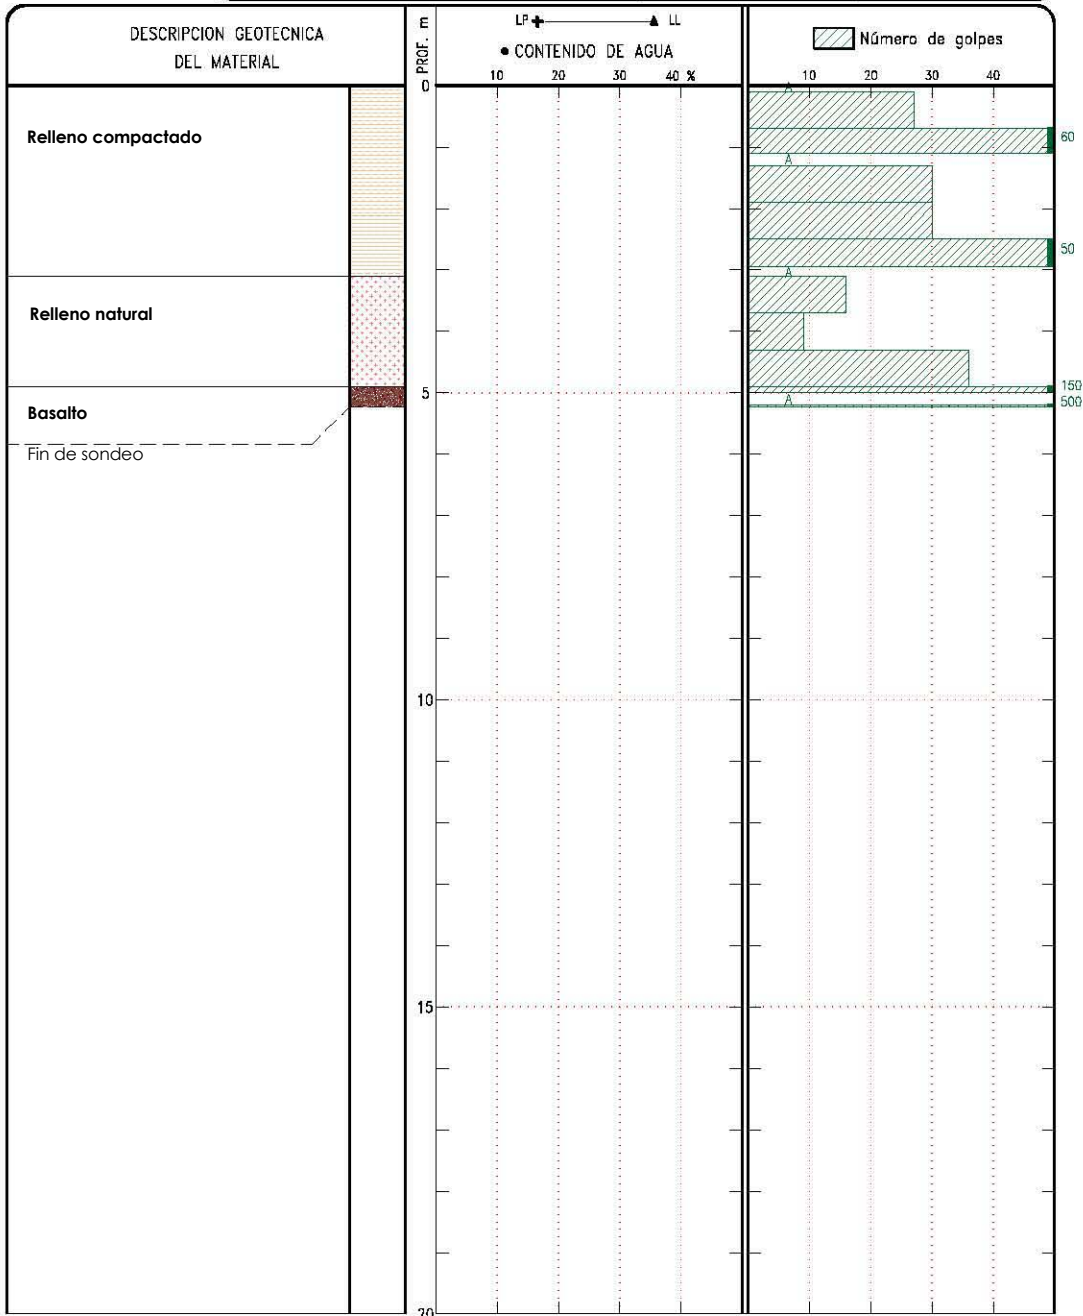 DESCRIPCION GEOTECNICA
DEL MATERIAL
PROF. m
LP LL
CONTENIDO DE AGUA
10 20 30 40 %
Número de golpes
10 20 30 40
0
A
Relleno compactado
60
A
50
A
Relleno natural
150
5
A
500
Basalto
Fin de sondeo
10
15
20